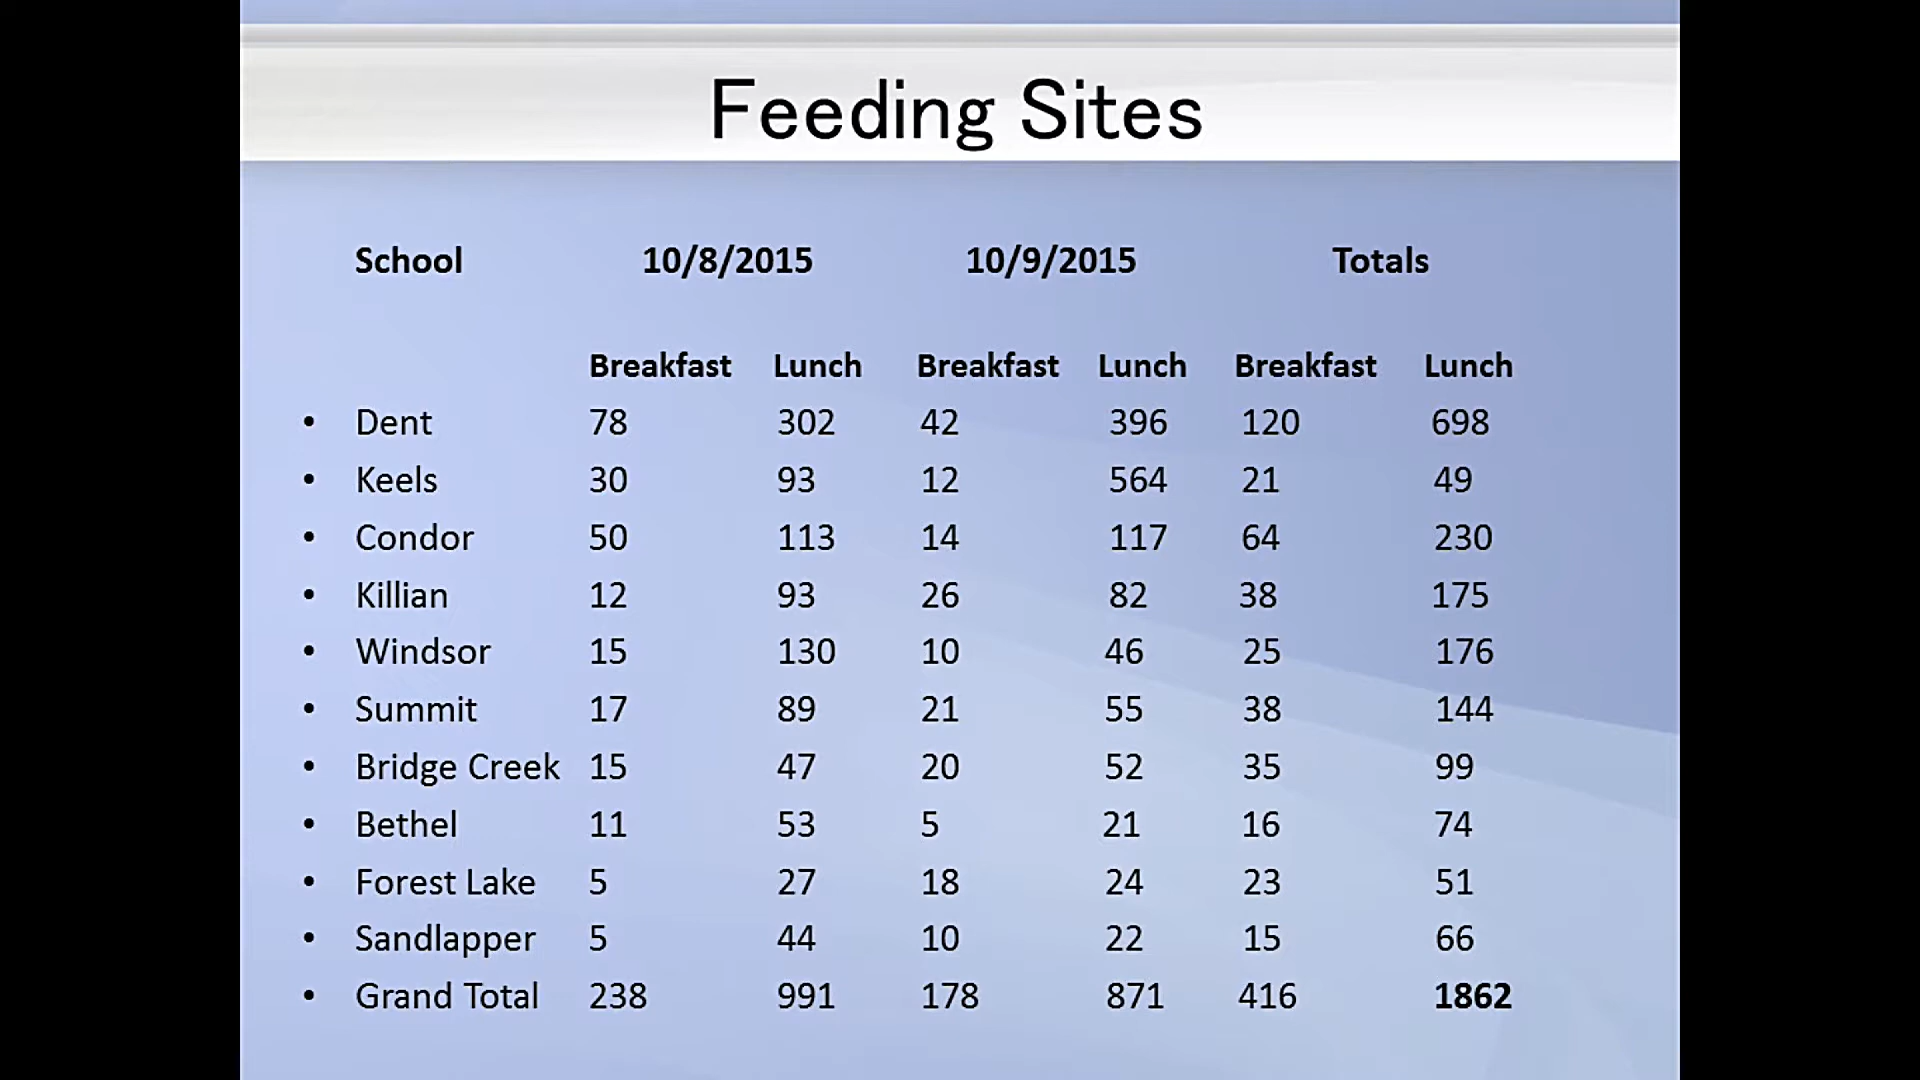 Feeding Sites
School 10/8/2015 10/9/2015 Totals
Breakfast Lunch Breakfast Lunch Breakfast Lunch
• Dent 78 302 42 396 120 698
• Keels 30 93 12 564 21 49
• Condor 50 113 14 117 64 230
• Killian 12 93 26 82 38 175
• Windsor 15 130 10 46 25 176
• Summit 17 89 21 55 38 144
• Bridge Creek 15 47 20 52 35 99
• Bethel 11 53 5 21 16 74
• Forest Lake 5 27 18 24 23 51
• Sandlapper 5 44 10 22 15 66
• Grand Total 238 991 178 871 416 1862